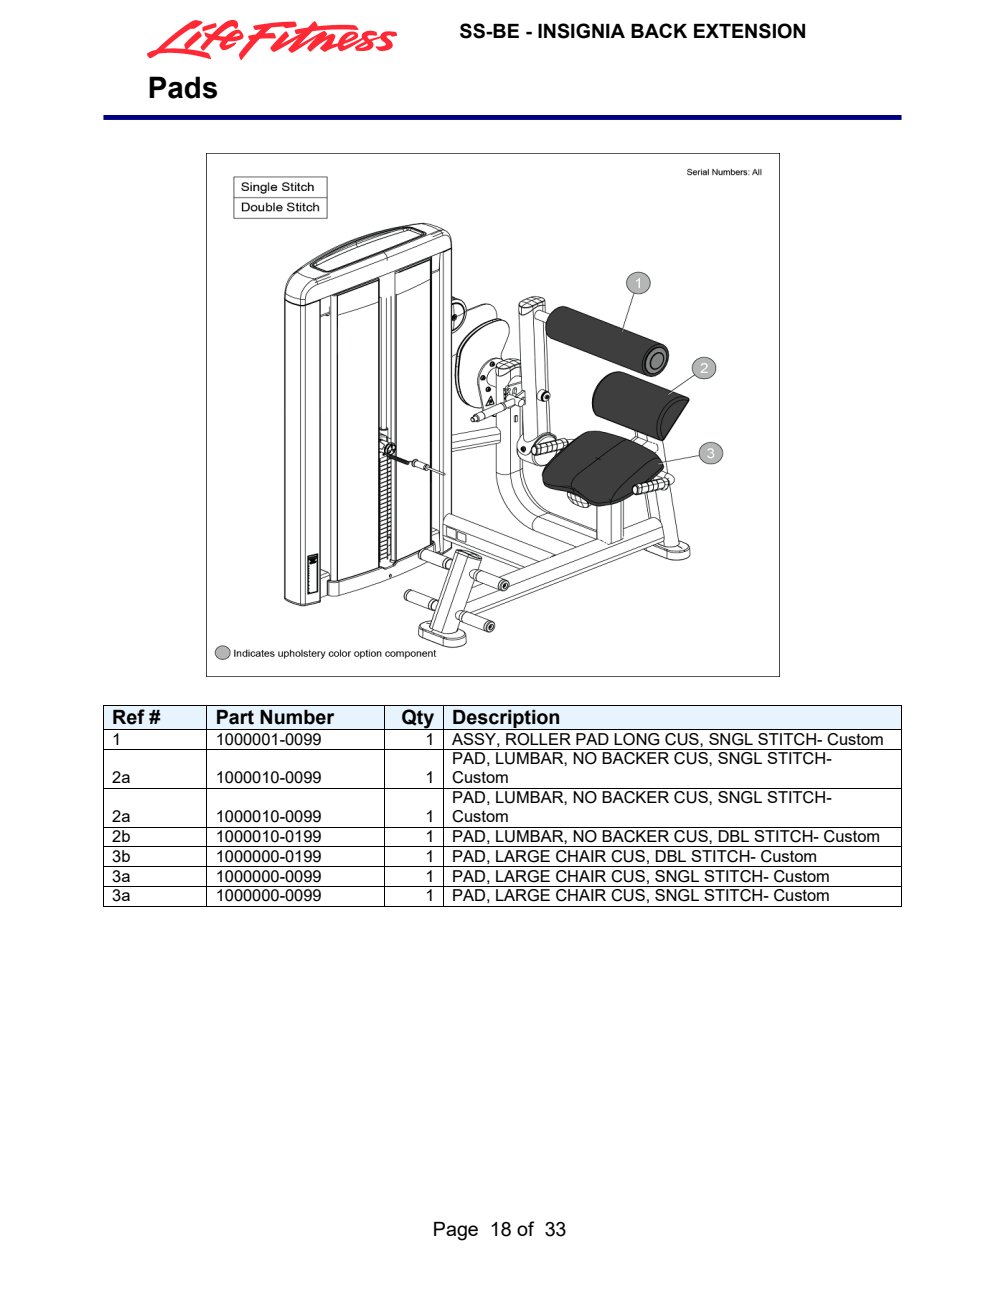 Life Fitness
SS-BE - INSIGNIA BACK EXTENSION
Pads
Serial Numbers: All
Single Stitch
Double Stitch
1
2
3
Indicates upholstery color option component
Ref # Part Number Qty Description
1 1000001-0099 1 ASSY, ROLLER PAD LONG CUS, SNGL STITCH- Custom
PAD, LUMBAR, NO BACKER CUS, SNGL STITCH-
2a 1000010-0099 1 Custom
PAD, LUMBAR, NO BACKER CUS, SNGL STITCH-
2a 1000010-0099 1 Custom
2b 1000010-0199 1 PAD, LUMBAR, NO BACKER CUS, DBL STITCH- Custom
3b 1000000-0199 1 PAD, LARGE CHAIR CUS, DBL STITCH- Custom
3a 1000000-0099 1 PAD, LARGE CHAIR CUS, SNGL STITCH- Custom
3a 1000000-0099 1 PAD, LARGE CHAIR CUS, SNGL STITCH- Custom
Page 18 of 33